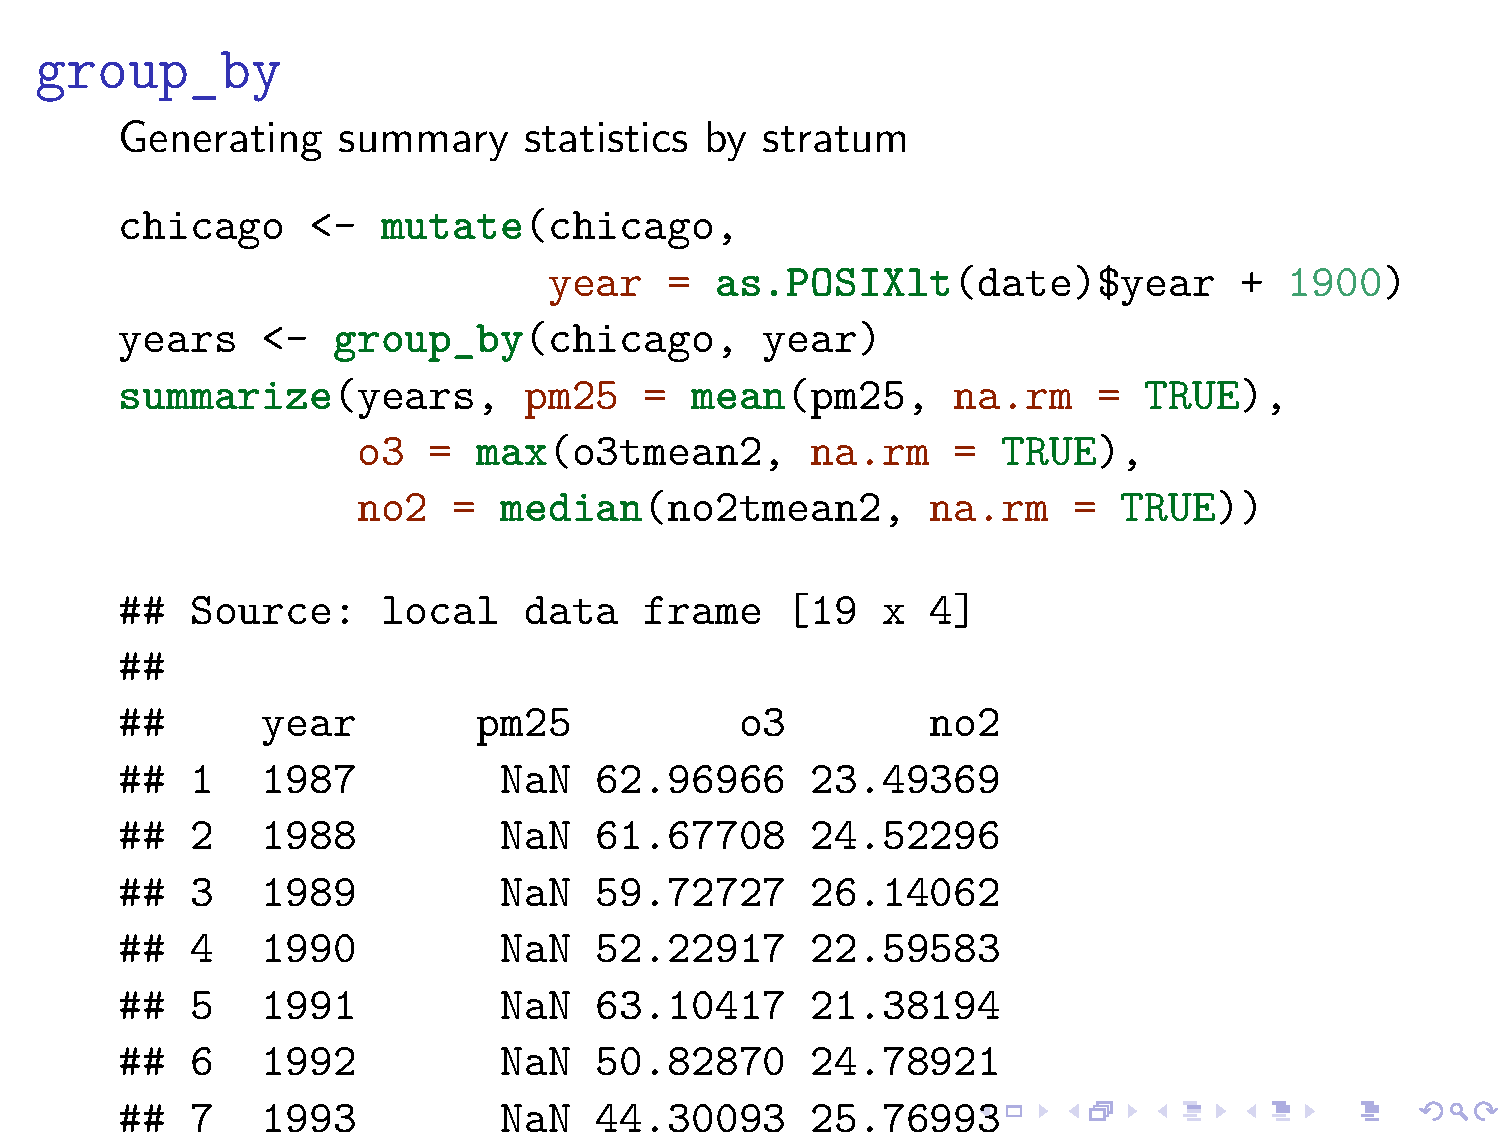 group_by
Generating summary statistics by stratum
chicago <- mutate(chicago,
                  year = as.POSIXlt(date)$year + 1900)
years <- group_by(chicago, year)
summarize(years, pm25 = mean(pm25, na.rm = TRUE),
          o3 = max(o3tmean2, na.rm = TRUE),
          no2 = median(no2tmean2, na.rm = TRUE))
## Source: local data frame [19 x 4]
##
##    year     pm25       o3      no2
## 1  1987      NaN 62.96966 23.49369
## 2  1988      NaN 61.67708 24.52296
## 3  1989      NaN 59.72727 26.14062
## 4  1990      NaN 52.22917 22.59583
## 5  1991      NaN 63.10417 21.38194
## 6  1992      NaN 50.82870 24.78921
## 7  1993      NaN 44.30093 25.76993